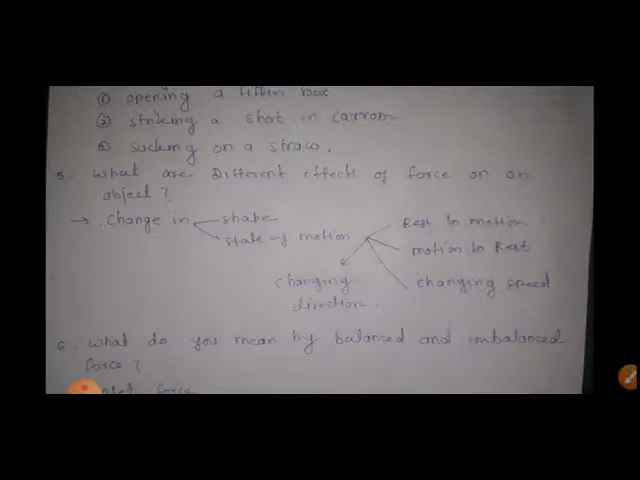 ① opening a tiffin box
② striking a shot in carrom
③ sucking on a straw.
5. What are Different effects of force on an
object?
→ Change in shape
state of motion
Rest to motion
motion to Rest
changing speed
changing
direction.
6. What do you mean by balanced and imbalanced
force?
force